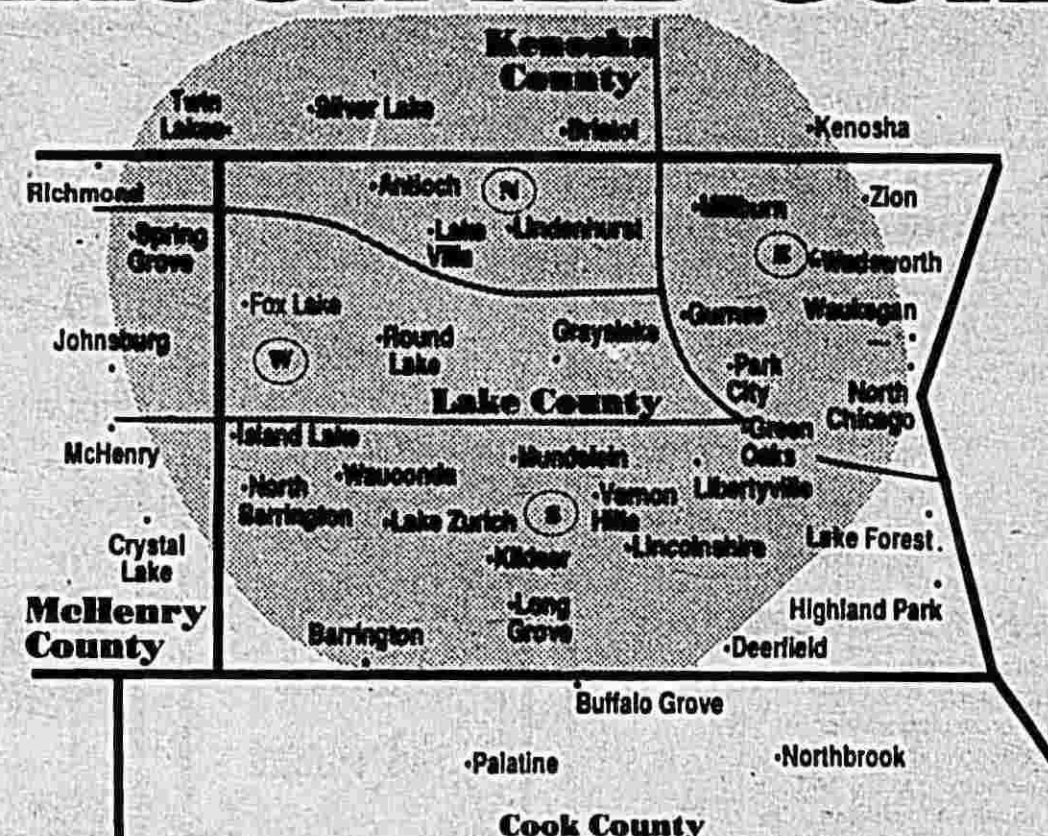 Kenosha
County
Twin
Lakes
Silver Lake
Bristol
Kenosha
Richmond
Antioch
N
Millburn
Zion
Spring
Grove
Lake
Villa
Lindenhurst
E
Wadsworth
Fox Lake
Gurnee
Waukegan
Johnsburg
Round
Lake
Grayslake
W
Park
City
North
Chicago
Lake County
Island Lake
Green
Oaks
McHenry
Mundelein
Wauconda
North
Barrington
Vernon
Hills
Libertyville
Lake Zurich
S
Lincolnshire
Lake Forest
Crystal
Lake
Kildeer
McHenry
County
Long
Grove
Highland Park
Barrington
Deerfield
Buffalo Grove
Palatine
Northbrook
Cook County